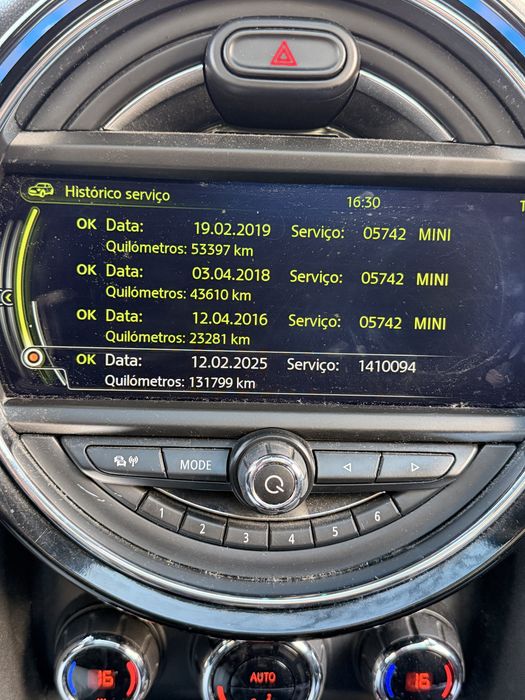 Histórico serviço 16:30
OK Data: 19.02.2019 Serviço: 05742 MINI
Quilómetros: 53397 km
OK Data: 03.04.2018 Serviço: 05742 MINI
Quilómetros: 43610 km
OK Data: 12.04.2016 Serviço: 05742 MINI
Quilómetros: 23281 km
OK Data: 12.02.2025 Serviço: 1410094
Quilómetros: 131799 km
MODE
1 2 3 4 5 6
16 AUTO 16